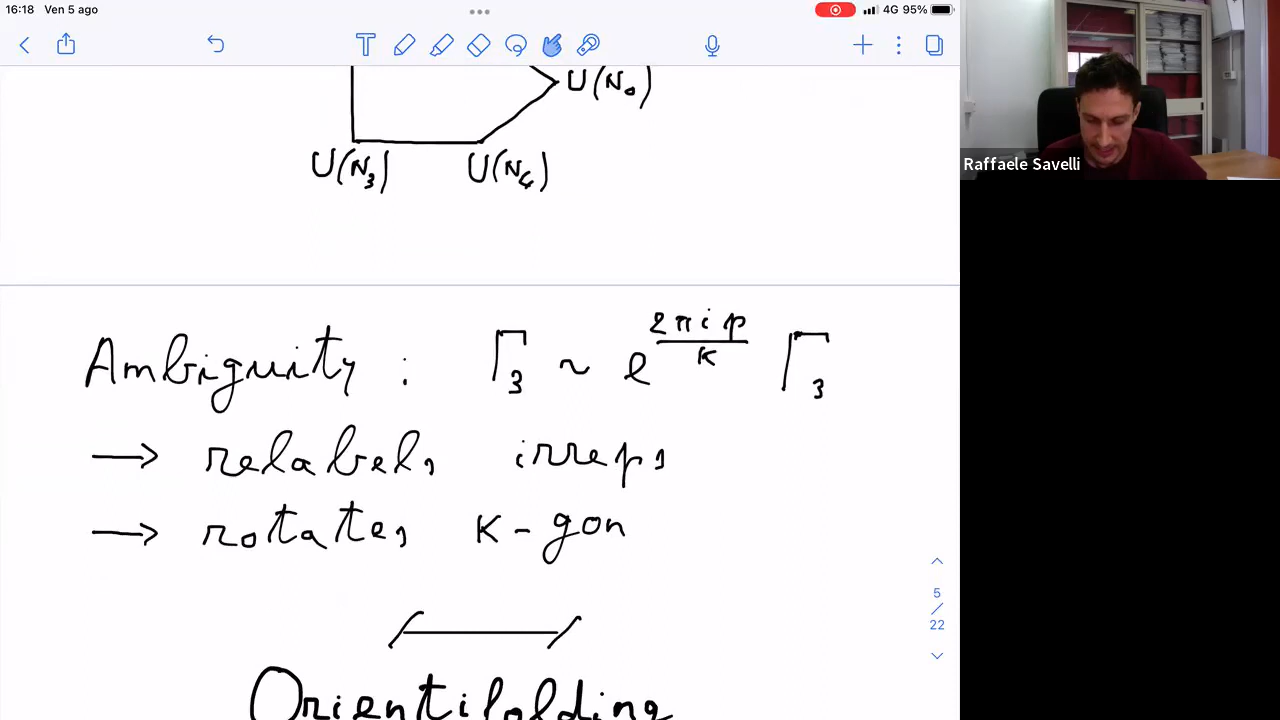 16:18 Ven 5 ago
4G 95%
T
U(N₀)
U(N₃) U(N₄)
Raffaele Savelli
Ambiguity : Γ₃ ~ e^{2πip/K} Γ₃
→ relabels irreps
→ rotates K-gon
5
/
22
Orientifolding